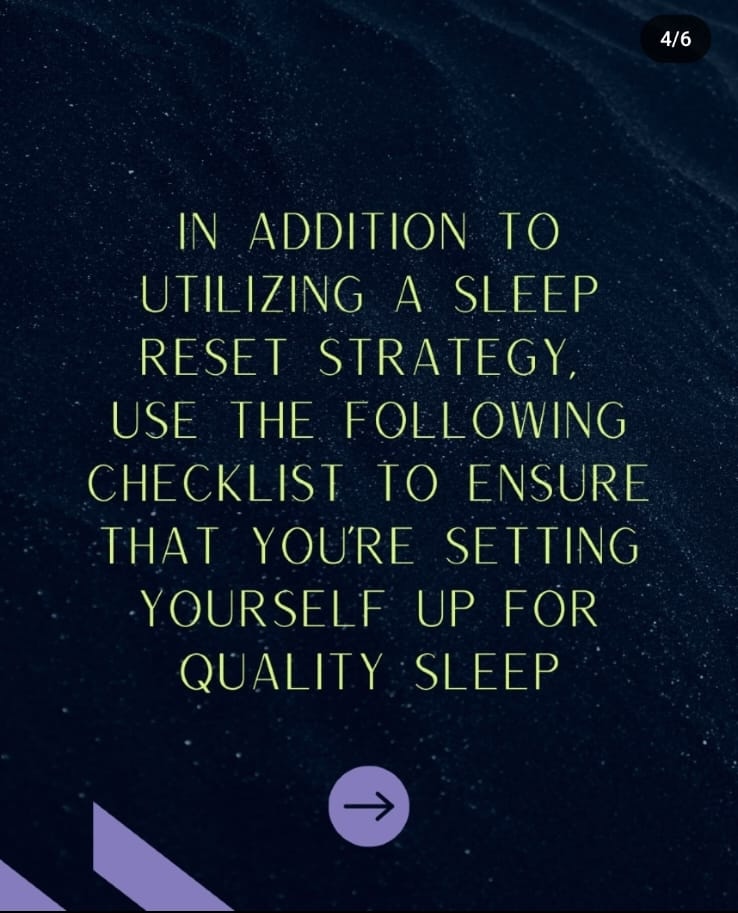 4/6
IN ADDITION TO
UTILIZING A SLEEP
RESET STRATEGY,
USE THE FOLLOWING
CHECKLIST TO ENSURE
THAT YOU'RE SETTING
YOURSELF UP FOR
QUALITY SLEEP